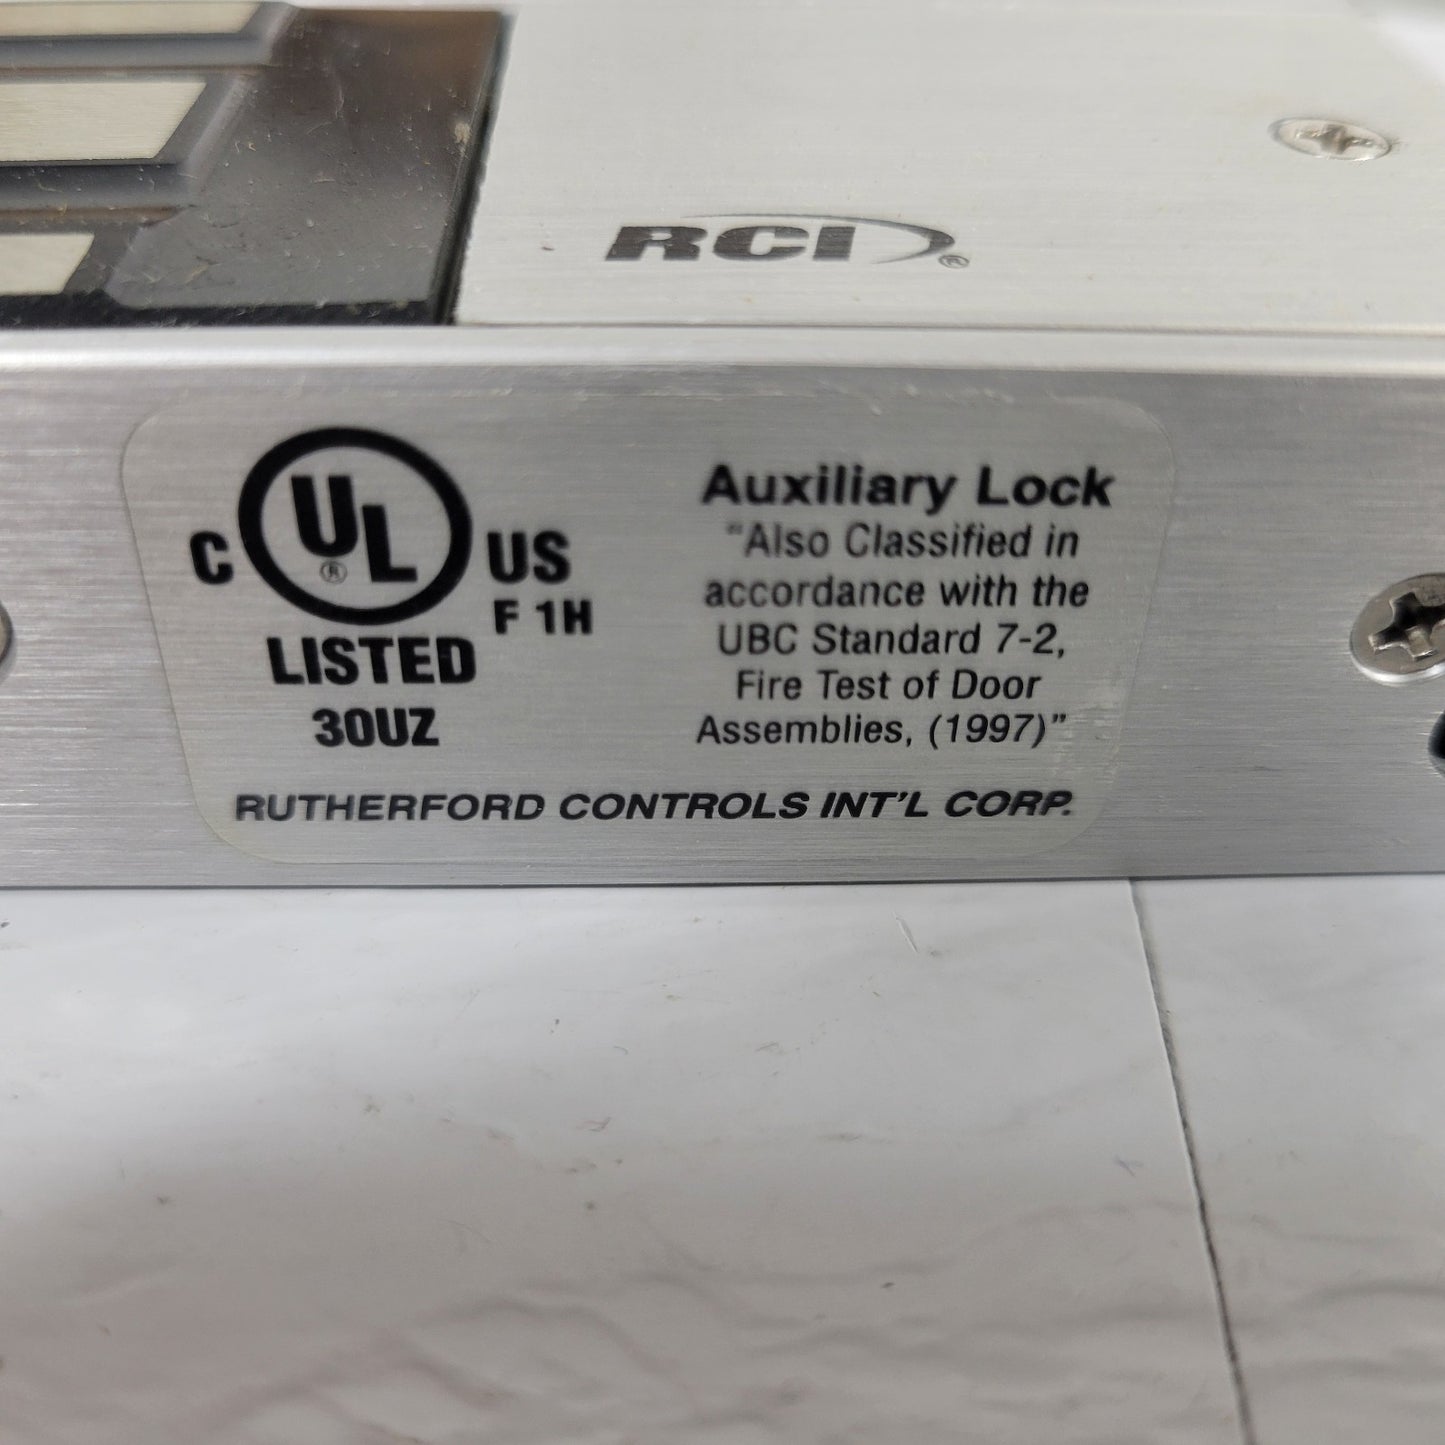 RCI®
C UL® US
F 1H
LISTED
30UZ
Auxiliary Lock
"Also Classified in
accordance with the
UBC Standard 7-2,
Fire Test of Door
Assemblies, (1997)"
RUTHERFORD CONTROLS INT'L CORP.